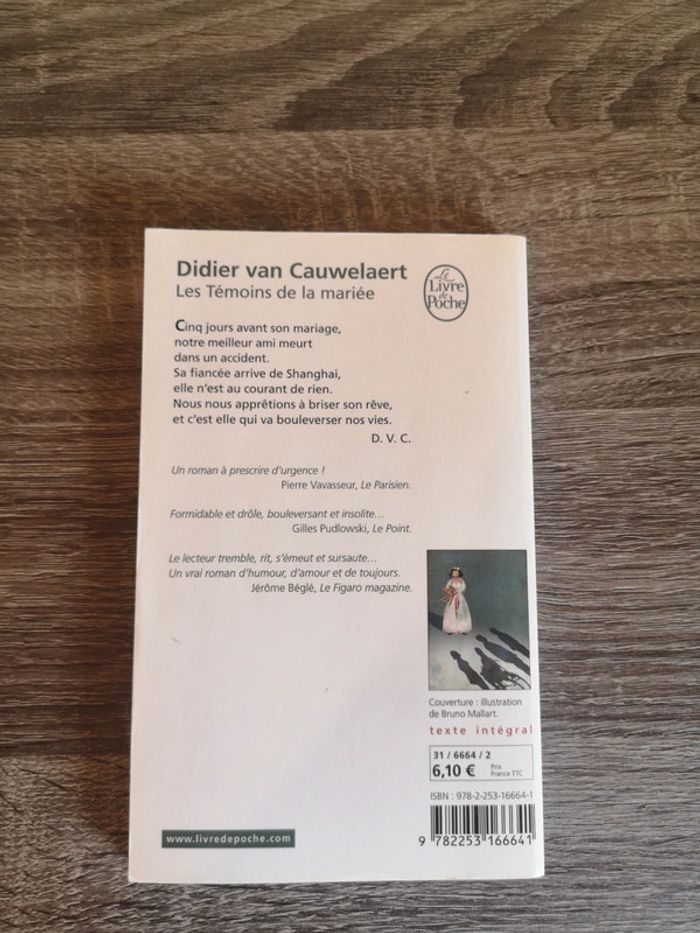 Didier van Cauwelaert
Les Témoins de la mariée
Le
Livre
de
Poche
Cinq jours avant son mariage,
notre meilleur ami meurt
dans un accident.
Sa fiancée arrive de Shanghai,
elle n'est au courant de rien.
Nous nous apprêtions à briser son rêve,
et c'est elle qui va bouleverser nos vies.
D. V. C.
Un roman à prescrire d'urgence !
Pierre Vavasseur, Le Parisien.
Formidable et drôle, bouleversant et insolite…
Gilles Pudlowski, Le Point.
Le lecteur tremble, rit, s'émeut et sursaute…
Un vrai roman d'humour, d'amour et de toujours.
Jérôme Béglé, Le Figaro magazine.
Couverture : illustration
de Bruno Mallart.
texte intégral
31 / 6664 / 2
6,10 € Prix
France TTC
ISBN : 978-2-253-16664-1
9 782253 166641
www.livredepoche.com